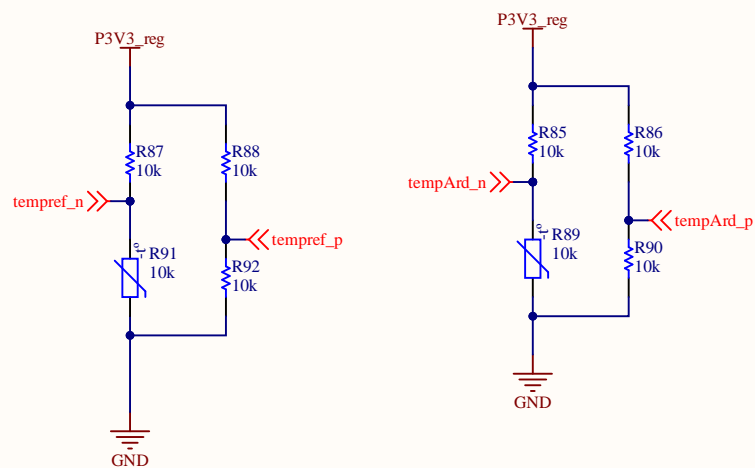 P3V3_reg
R87
10k
R88
10k
tempref_n
tempref_p
-t°
R91
10k
R92
10k
GND
P3V3_reg
R85
10k
R86
10k
tempArd_n
tempArd_p
-t°
R89
10k
R90
10k
GND